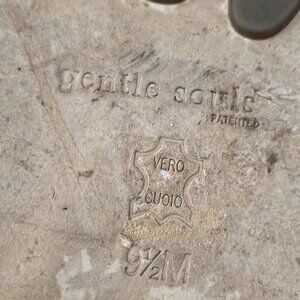 gentle souls
PATENTED
VERO
CUOIO
9½M